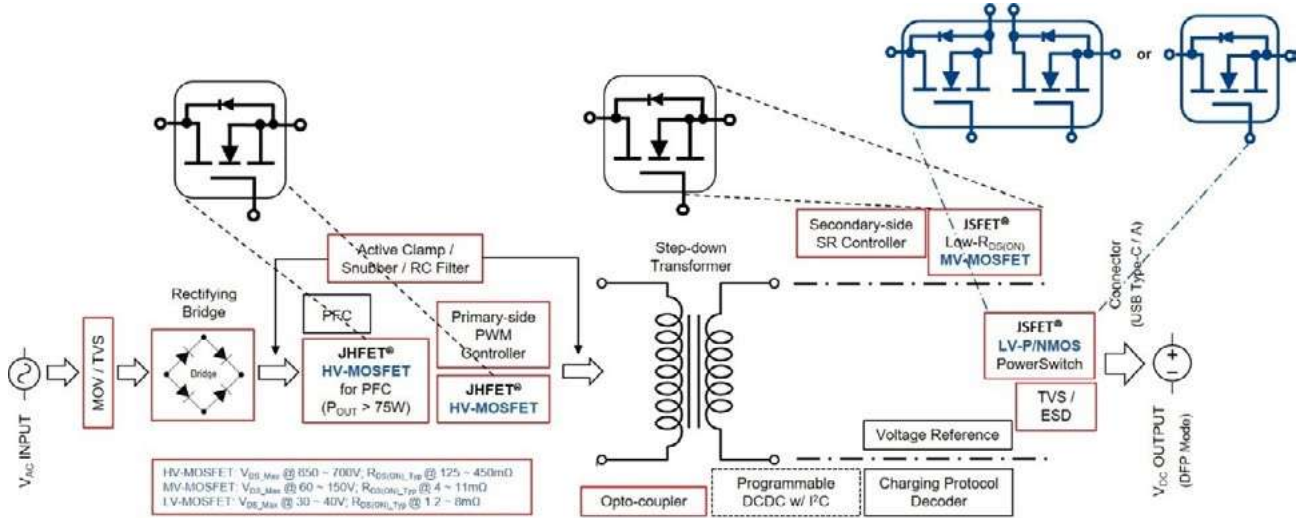 or
Secondary-side
SR Controller
JSFET®
Low-RDS(ON)
MV-MOSFET
Active Clamp /
Snubber / RC Filter
Step-down
Transformer
Connector
(USB Type-C / A)
Rectifying
Bridge
PFC
Primary-side
PWM
Controller
JSFET®
LV-P/NMOS
PowerSwitch
MOV / TVS
Bridge
JHFET®
HV-MOSFET
for PFC
(POUT > 75W)
JHFET®
HV-MOSFET
TVS /
ESD
VAC INPUT
Voltage Reference
VDC OUTPUT
(DFP Mode)
HV-MOSFET: VDS_Max @ 650 ~ 700V; RDS(ON)_Typ @ 125 ~ 450mΩ
MV-MOSFET: VDS_Max @ 60 ~ 150V; RDS(ON)_Typ @ 4 ~ 11mΩ
LV-MOSFET: VDS_Max @ 30 ~ 40V; RDS(ON)_Typ @ 1.2 ~ 8mΩ
Opto-coupler
Programmable
DCDC w/ I²C
Charging Protocol
Decoder